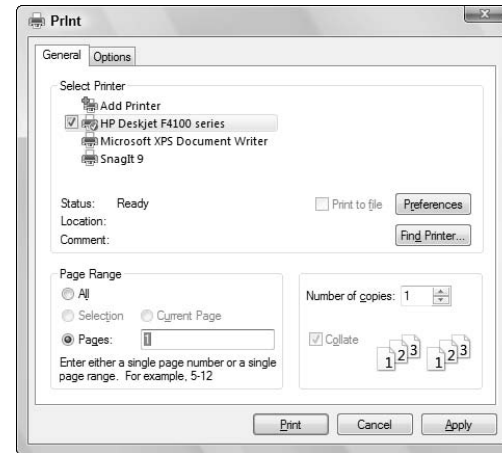 Print
General
Options
Select Printer
Add Printer
HP Deskjet F4100 series
Microsoft XPS Document Writer
SnagIt 9
Status: Ready
Location:
Comment:
Print to file
Preferences
Find Printer...
Page Range
All
Selection
Current Page
Pages: 1
Enter either a single page number or a single
page range. For example, 5-12
Number of copies: 1
Collate
1 2 3 1 2 3
Print
Cancel
Apply